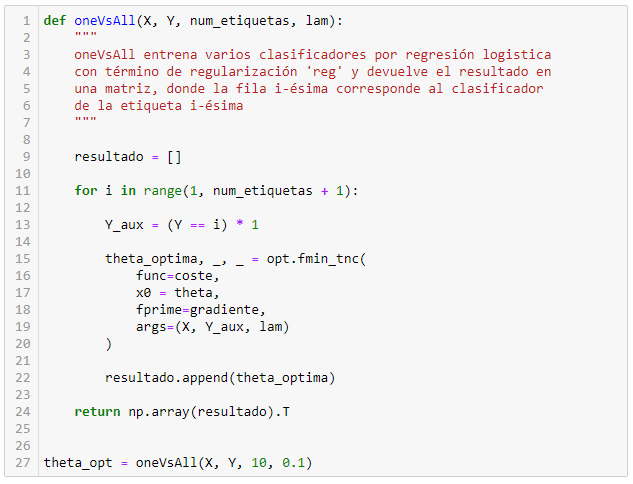 1 def oneVsAll(X, Y, num_etiquetas, lam):
2     """
3     oneVsAll entrena varios clasificadores por regresión logistica
4     con término de regularización 'reg' y devuelve el resultado en
5     una matriz, donde la fila i-ésima corresponde al clasificador
6     de la etiqueta i-ésima
7     """
8
9     resultado = []
10
11     for i in range(1, num_etiquetas + 1):
12
13         Y_aux = (Y == i) * 1
14
15         theta_optima, _, _ = opt.fmin_tnc(
16             func=coste,
17             x0 = theta,
18             fprime=gradiente,
19             args=(X, Y_aux, lam)
20         )
21
22         resultado.append(theta_optima)
23
24     return np.array(resultado).T
25
26
27 theta_opt = oneVsAll(X, Y, 10, 0.1)